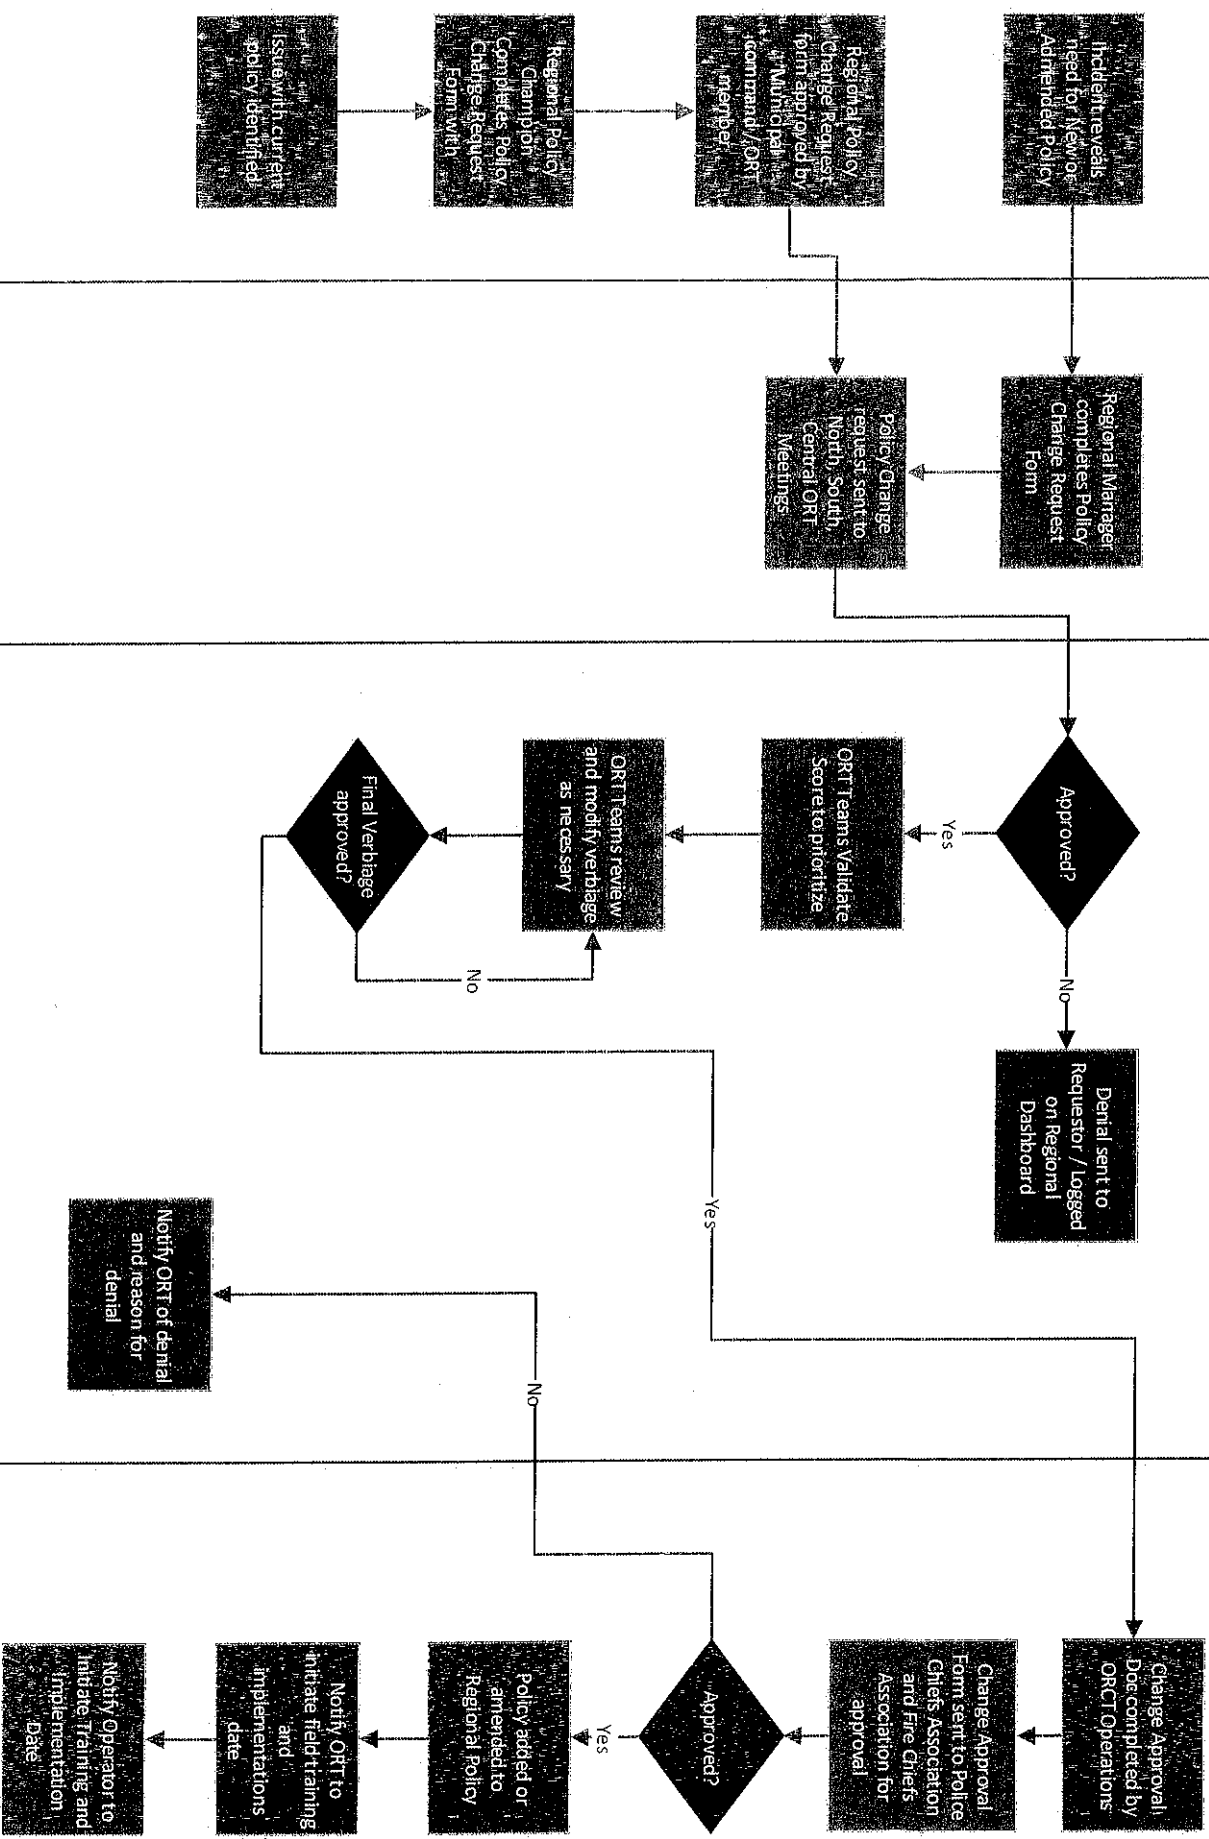 Incident reveals
need for New or
Admended Policy
Regional Policy
Change Request
form approved by
Municipal
command / ORT
member
Regional Policy
Champion
Completes Policy
Change Request
Form with
Issue with current
policy identified
Regional Manager
completes Policy
Change Request
Form
Policy Change
request sent to
North, South,
Central ORT
Meetings
Approved?
Yes
No
Denial sent to
Requestor / Logged
on Regional
Dashboard
ORT Teams Validate
Score to prioritize
ORT Teams review
and modify verbiage
as necessary
Final Verbiage
approved?
No
Yes
Notify ORT of denial
and reason for
denial
No
Change Approval
Doc completed by
ORCT Operations
Change Approval
Form sent to Police
Chiefs Association
and Fire Chiefs
Association for
approval
Approved?
Yes
Policy added or
amended to
Regional Policy
Notify ORT to
initiate field training
and
implementations
date
Notify Operator to
Initiate Training and
Implementation
Date